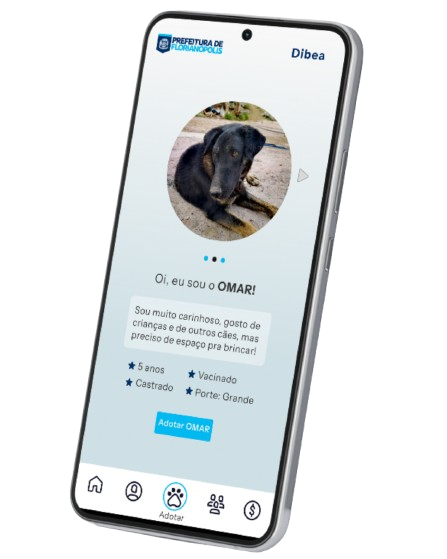 PREFEITURA DE
FLORIANÓPOLIS
Dibea
Oi, eu sou o OMAR!
Sou muito carinhoso, gosto de
crianças e de outros cães, mas
preciso de espaço pra brincar!
5 anos
Vacinado
Castrado
Porte: Grande
Adotar OMAR
Adotar